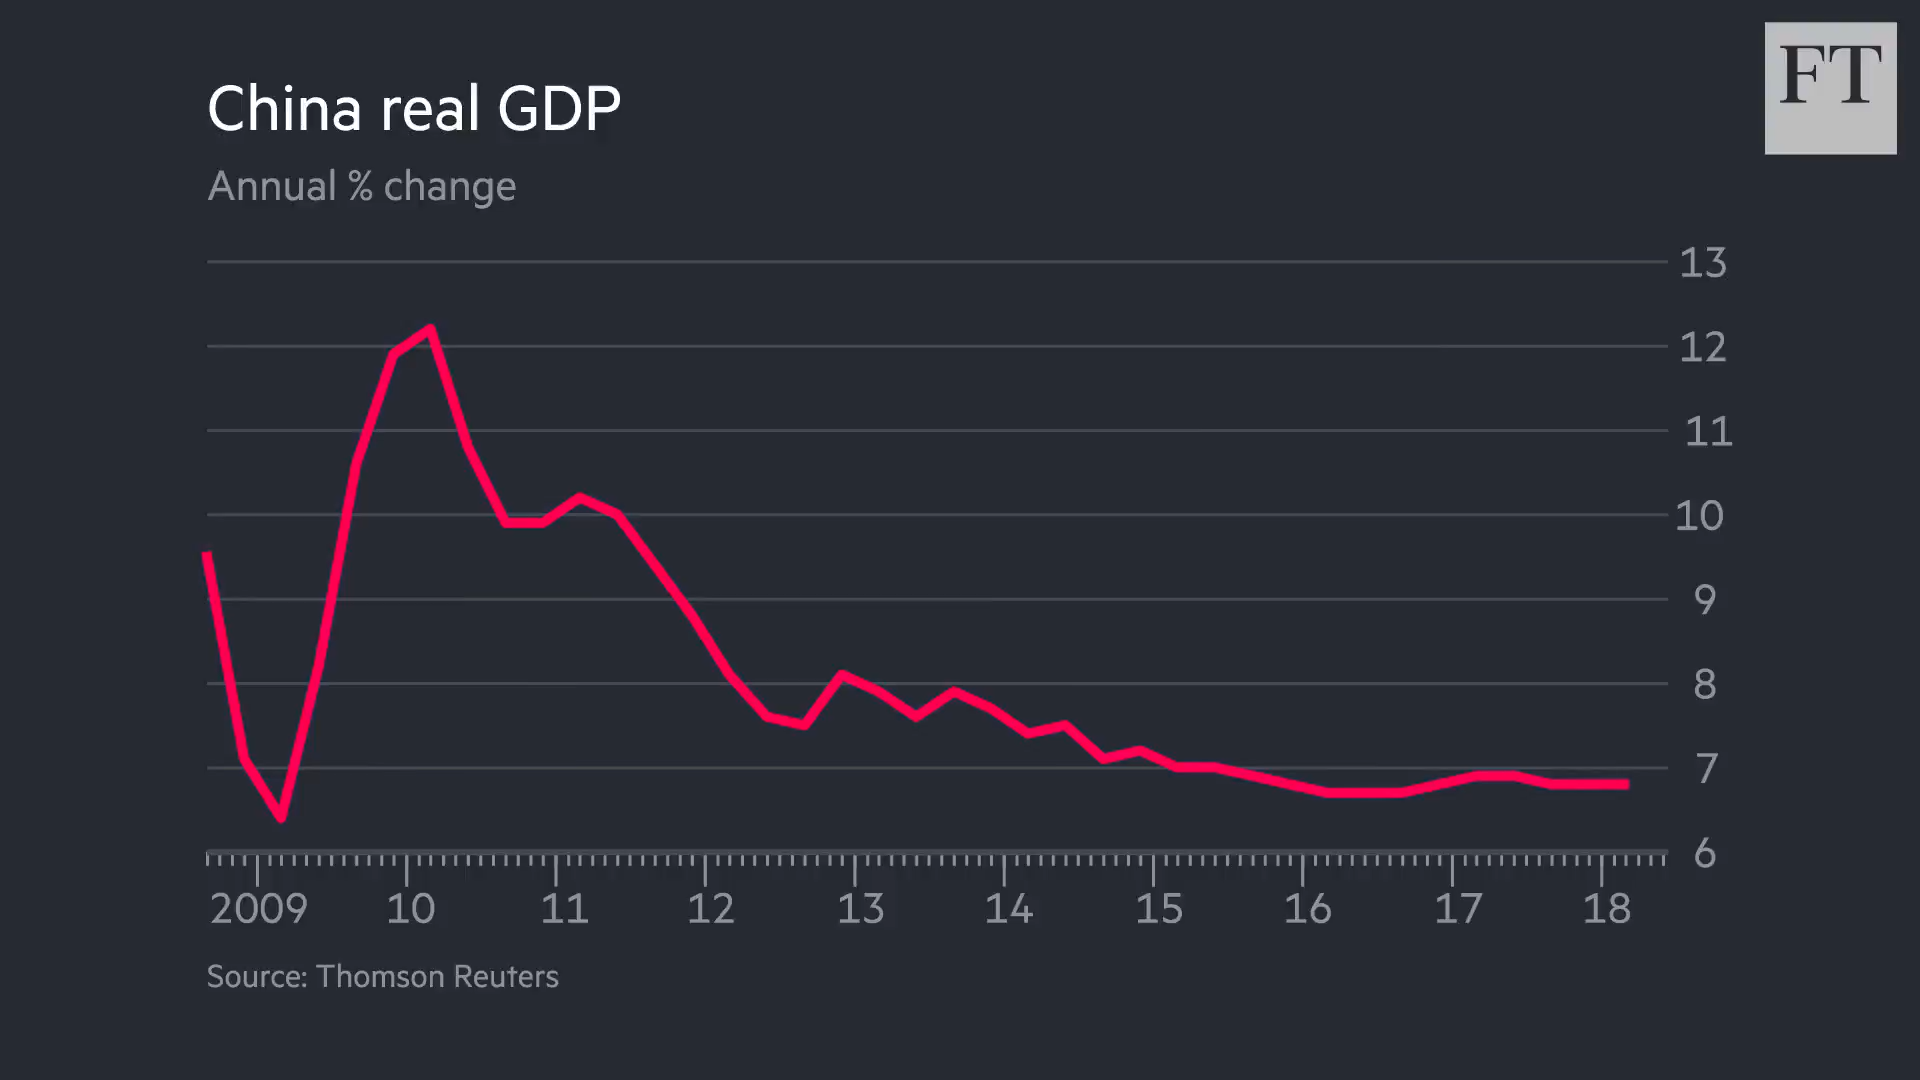 FT
China real GDP
Annual % change
13
12
11
10
9
8
7
6
2009 10 11 12 13 14 15 16 17 18
Source: Thomson Reuters